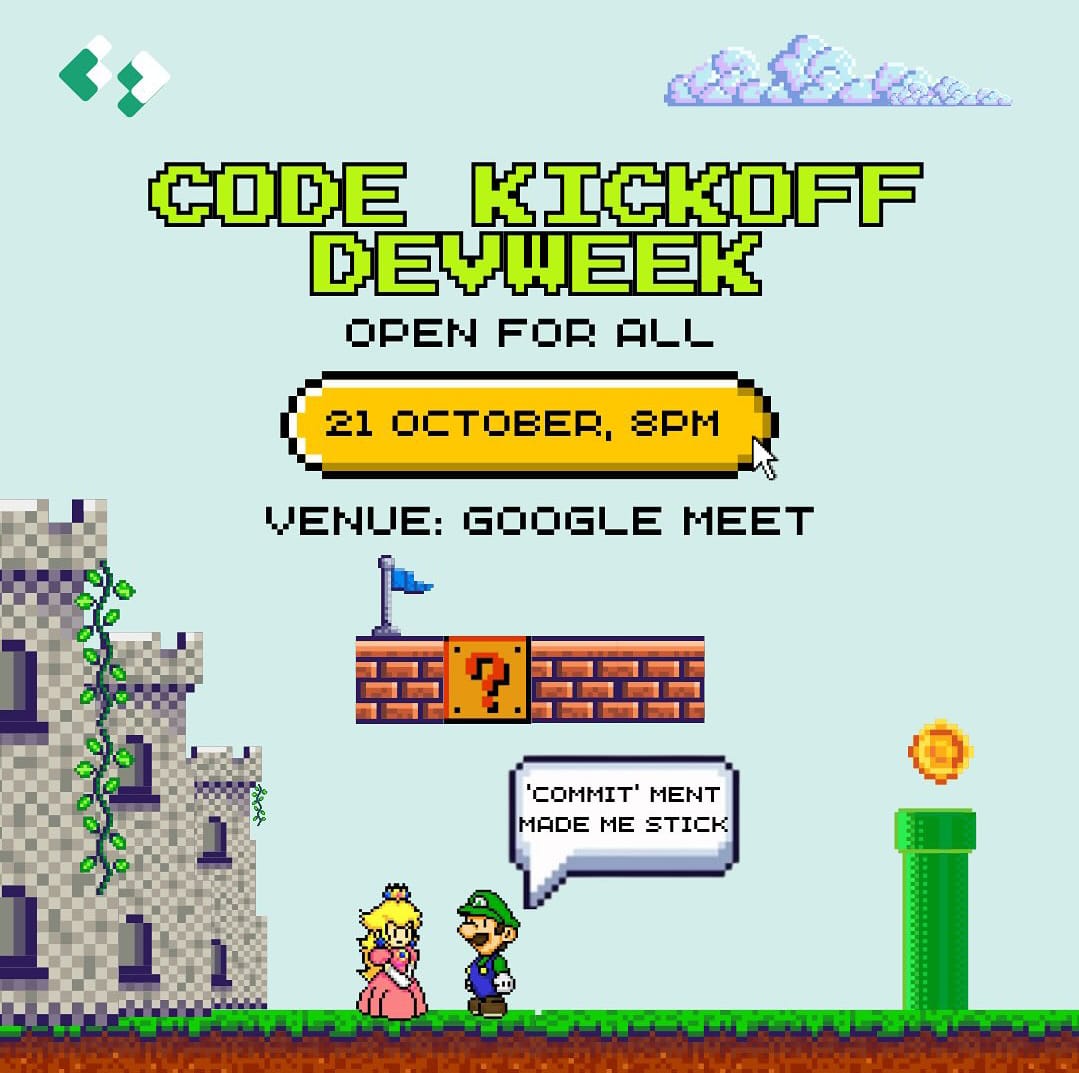 CODE KICKOFF
DEVWEEK
OPEN FOR ALL
21 OCTOBER, 8PM
VENUE: GOOGLE MEET
?
'COMMIT' MENT
MADE ME STICK